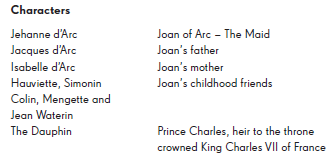 Characters
Jehanne d'Arc Joan of Arc – The Maid
Jacques d'Arc Joan's father
Isabelle d'Arc Joan's mother
Hauviette, Simonin Joan's childhood friends
Colin, Mengette and
Jean Waterin
The Dauphin Prince Charles, heir to the throne
crowned King Charles VII of France